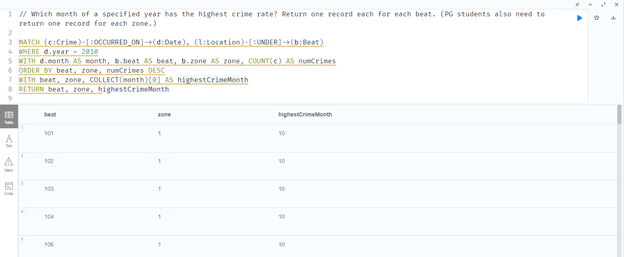 1 // Which month of a specified year has the highest crime rate? Return one record each for each beat. (PG students also need to
return one record for each zone.)
2
3 MATCH (c:Crime)-[:OCCURRED_ON]->(d:Date), (l:Location)-[:UNDER]->(b:Beat)
4 WHERE d.year = 2010
5 WITH d.month AS month, b.beat AS beat, b.zone AS zone, COUNT(c) AS numCrimes
6 ORDER BY beat, zone, numCrimes DESC
7 WITH beat, zone, COLLECT(month)[0] AS highestCrimeMonth
8 RETURN beat, zone, highestCrimeMonth
9
Table
Text
Warn
Code
beat zone highestCrimeMonth
1 101 1 10
2 102 1 10
3 103 1 10
4 104 1 10
5 106 1 10